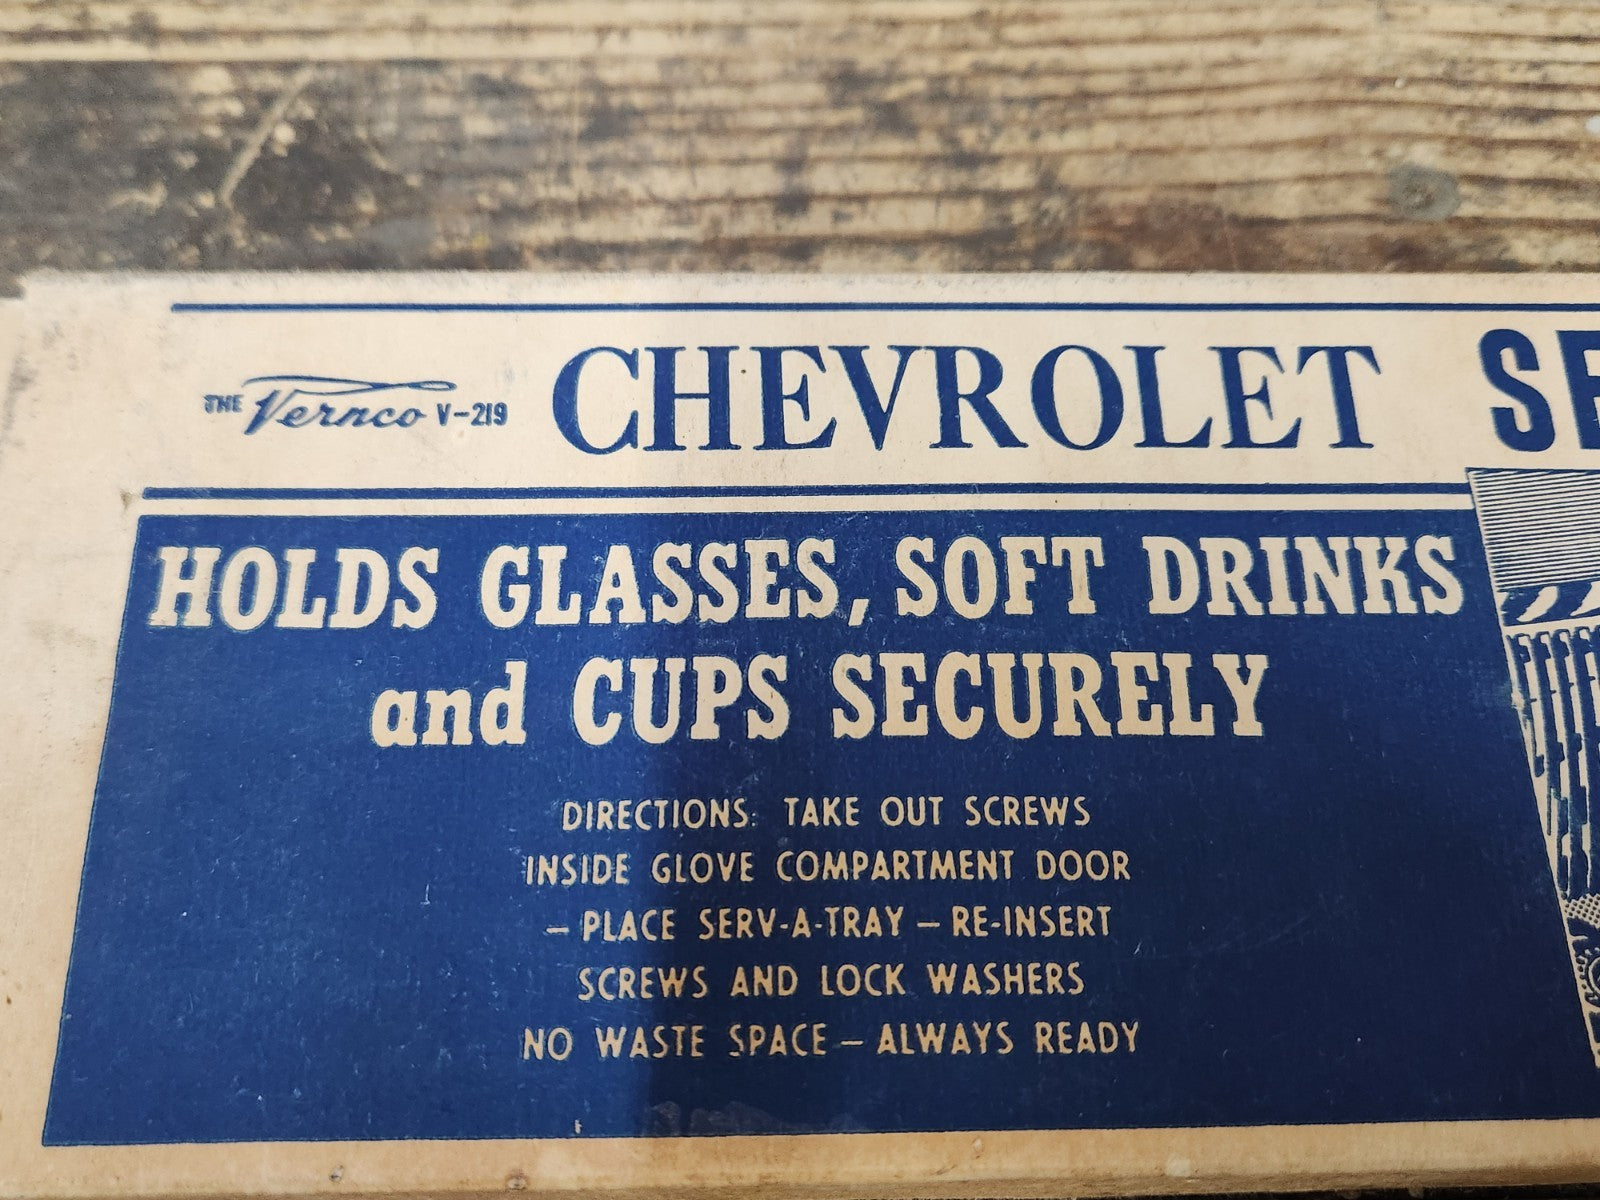 THE Vernco V-219 CHEVROLET SE
HOLDS GLASSES, SOFT DRINKS
and CUPS SECURELY
DIRECTIONS: TAKE OUT SCREWS
INSIDE GLOVE COMPARTMENT DOOR
– PLACE SERV-A-TRAY – RE-INSERT
SCREWS AND LOCK WASHERS
NO WASTE SPACE – ALWAYS READY